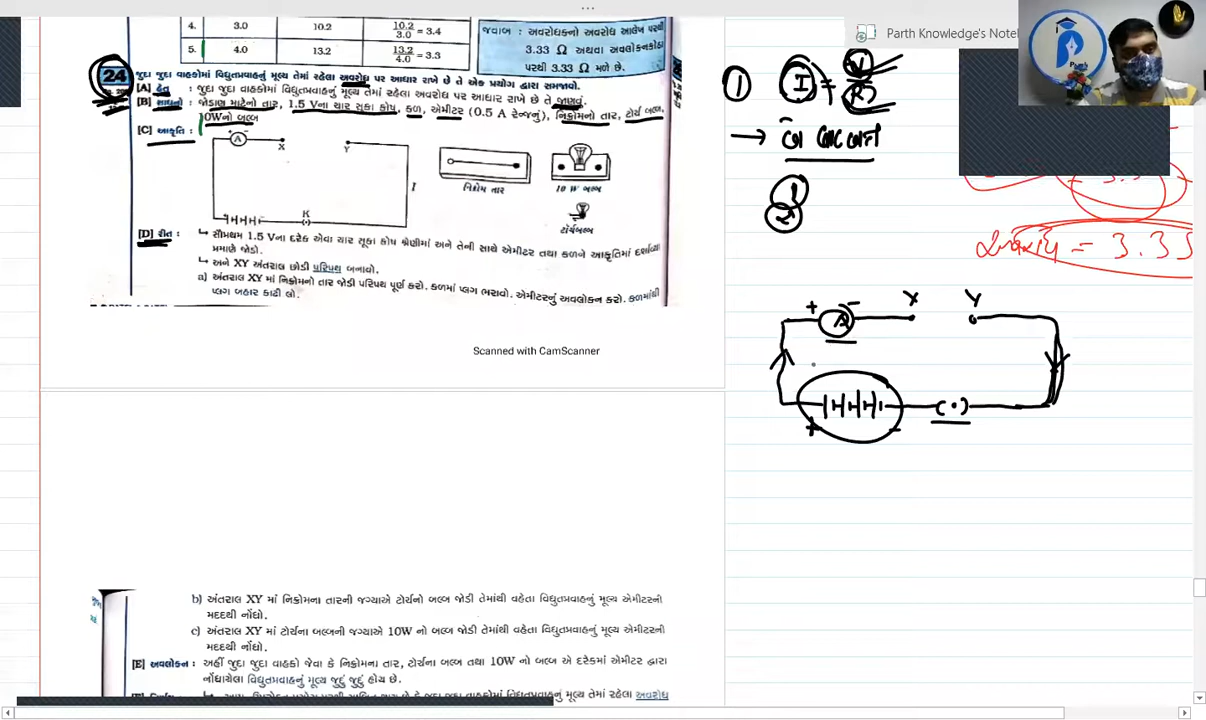 4. 3.0 10.2 10.2/3.0 = 3.4
5. 4.0 13.2 13.2/4.0 = 3.3
જવાબ : અવરોધકનો અવરોધ આલેખ પરથી
3.33 Ω અથવા અવલોકનકોઠા
પરથી 3.33 Ω મળે છે.
24 જુદા જુદા વાહકોમાં વિદ્યુતપ્રવાહનું મૂલ્ય તેમાં રહેલા અવરોધ પર આધાર રાખે છે તે એક પ્રયોગ દ્વારા સમજાવો.
[A] હેતુ : જુદા જુદા વાહકોમાં વિદ્યુતપ્રવાહનું મૂલ્ય તેમાં રહેલા અવરોધ પર આધાર રાખે છે તે જાણવું.
[B] સાધનો : જોડાણ માટેનો તાર, 1.5 Vના ચાર સૂકા કોષ, કળ, એમીટર (0.5 A રેન્જનું), નિક્રોમનો તાર, ટોર્ચ બલ્બ,
10Wનો બલ્બ
[C] આકૃતિ :
+ A − X Y
I
K
નિક્રોમ તાર
10 W બલ્બ
ટોર્ચબલ્બ
[D] રીત : ↳ સૌપ્રથમ 1.5 Vના દરેક એવા ચાર સૂકા કોષ શ્રેણીમાં અને તેની સાથે એમીટર તથા કળને આકૃતિમાં દર્શાવ્યા
પ્રમાણે જોડો.
↳ અને XY અંતરાલ છોડી પરિપથ બનાવો.
a) અંતરાલ XY માં નિક્રોમનો તાર જોડી પરિપથ પૂર્ણ કરો. કળમાં પ્લગ ભરાવો. એમીટરનું અવલોકન કરો. કળમાંથી
પ્લગ બહાર કાઢી લો.
Scanned with CamScanner
b) અંતરાલ XY માં નિક્રોમના તારની જગ્યાએ ટોર્ચનો બલ્બ જોડી તેમાંથી વહેતા વિદ્યુતપ્રવાહનું મૂલ્ય એમીટરની
મદદથી નોંધો.
c) અંતરાલ XY માં ટોર્ચના બલ્બની જગ્યાએ 10W નો બલ્બ જોડી તેમાંથી વહેતા વિદ્યુતપ્રવાહનું મૂલ્ય એમીટરની
મદદથી નોંધો.
[E] અવલોકન : અહીં જુદા જુદા વાહકો જેવા કે નિક્રોમના તાર, ટોર્ચના બલ્બ તથા 10W નો બલ્બ એ દરેકમાં એમીટર દ્વારા
નોંધાયેલા વિદ્યુતપ્રવાહનું મૂલ્ય જુદું જુદું હોય છે.
Parth Knowledge's Notel
1 I = V/R
= 3.33
+ A − X Y
+ −